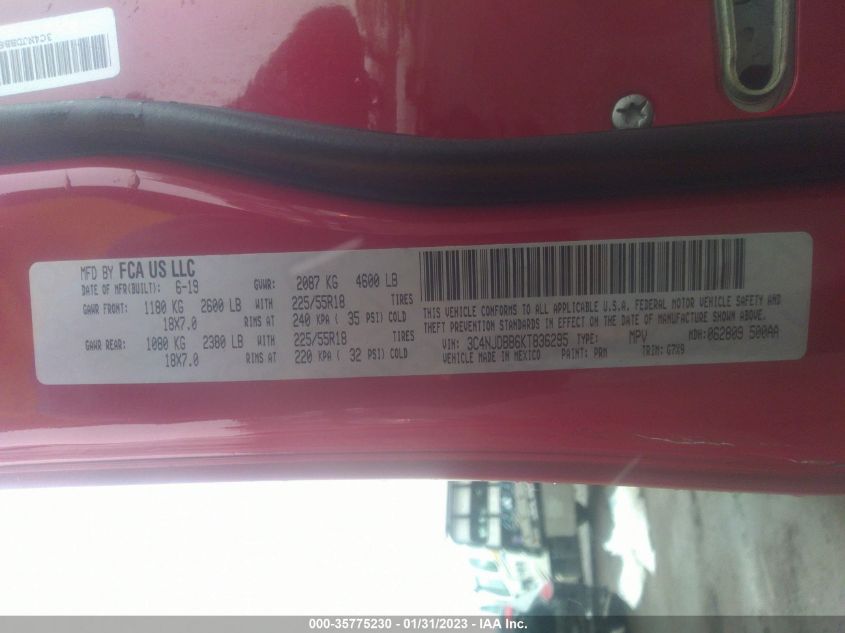 3C4NJDBB6
MFD BY FCA US LLC
DATE OF MFR(BUILT): 6-19 GVWR: 2087 KG 4600 LB
GAWR FRONT: 1180 KG 2600 LB WITH 225/55R18 TIRES
18X7.0 RIMS AT 240 KPA ( 35 PSI) COLD
GAWR REAR: 1080 KG 2380 LB WITH 225/55R18 TIRES
18X7.0 RIMS AT 220 KPA ( 32 PSI) COLD
THIS VEHICLE CONFORMS TO ALL APPLICABLE U.S.A. FEDERAL MOTOR VEHICLE SAFETY AND
THEFT PREVENTION STANDARDS IN EFFECT ON THE DATE OF MANUFACTURE SHOWN ABOVE.
VIN: 3C4NJDBB6KT836295 TYPE: MPV MDH: 062809 500AA
MADE IN MEXICO PAINT: PRM TRIM: G7X9
000-35775230 - 01/31/2023 - IAA Inc.